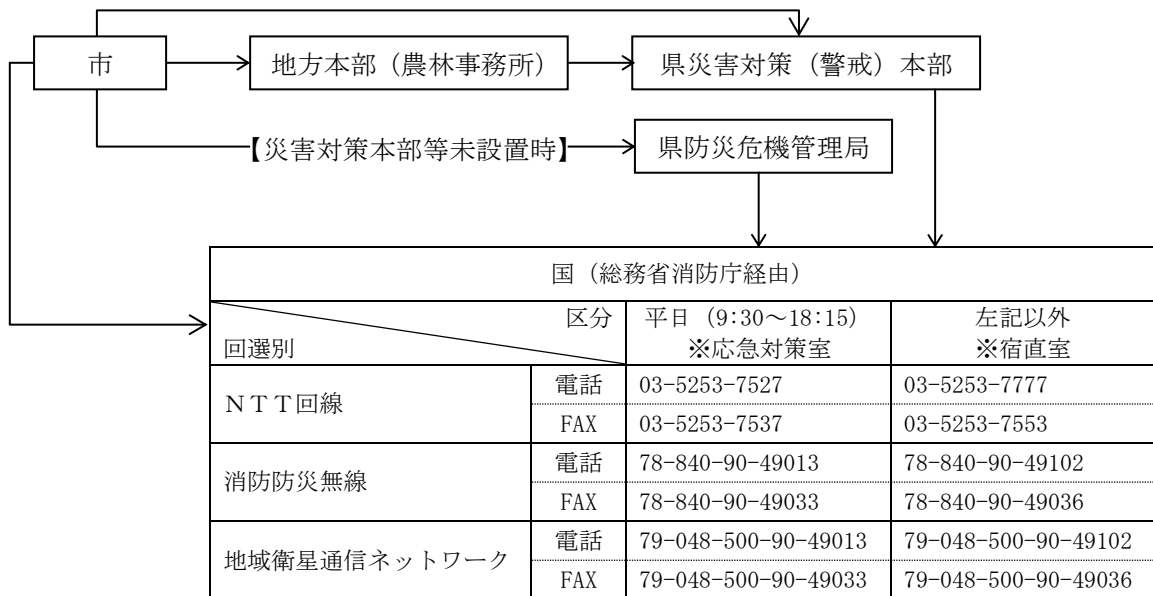 市
地方本部（農林事務所）
県災害対策（警戒）本部
【災害対策本部等未設置時】
県防災危機管理局
国（総務省消防庁経由）
区分
回選別
平日（9:30～18:15）
※応急対策室
左記以外
※宿直室
ＮＴＴ回線
電話 03-5253-7527 03-5253-7777
FAX 03-5253-7537 03-5253-7553
消防防災無線
電話 78-840-90-49013 78-840-90-49102
FAX 78-840-90-49033 78-840-90-49036
地域衛星通信ネットワーク
電話 79-048-500-90-49013 79-048-500-90-49102
FAX 79-048-500-90-49033 79-048-500-90-49036